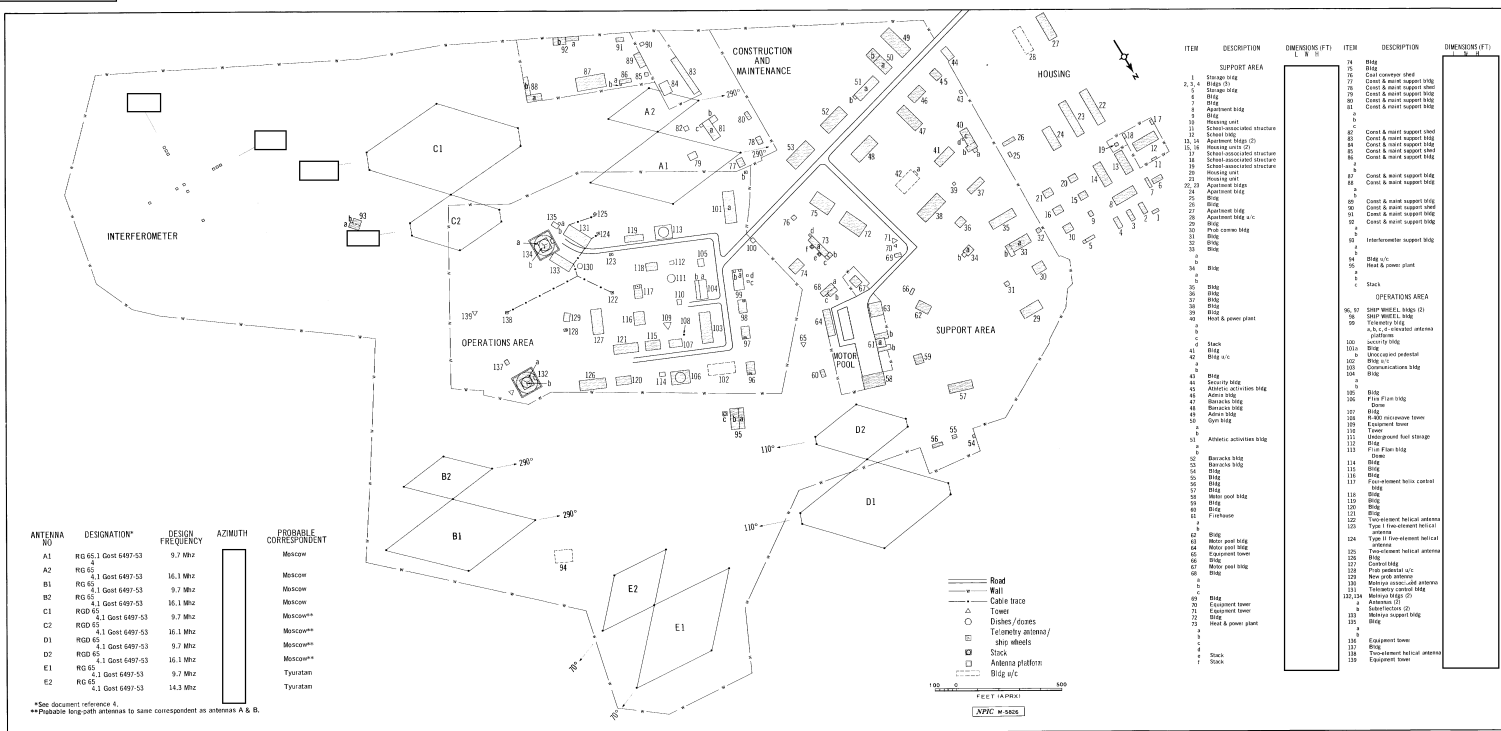 CONSTRUCTION
AND
MAINTENANCE
HOUSING
INTERFEROMETER
OPERATIONS AREA
SUPPORT AREA
MOTOR
POOL
A1
A2
B1
B2
C1
C2
D1
D2
E1
E2
290°
290°
290°
290°
110°
110°
70°
70°
ANTENNA NO DESIGNATION* DESIGN FREQUENCY AZIMUTH PROBABLE CORRESPONDENT
A1 RG 65.1 Gost 6497-53 9.7 Mhz Moscow
4
A2 RG 65
4.1 Gost 6497-53 16.1 Mhz Moscow
B1 RG 65
4.1 Gost 6497-53 9.7 Mhz Moscow
B2 RG 65
4.1 Gost 6497-53 16.1 Mhz Moscow
C1 RGD 65
4.1 Gost 6497-53 9.7 Mhz Moscow**
C2 RGD 65
4.1 Gost 6497-53 16.1 Mhz Moscow**
D1 RGD 65
4.1 Gost 6497-53 9.7 Mhz Moscow**
D2 RGD 65
4.1 Gost 6497-53 16.1 Mhz Moscow**
E1 RG 65
4.1 Gost 6497-53 9.7 Mhz Tyuratam
E2 RG 65
4.1 Gost 6497-53 14.3 Mhz Tyuratam
*See document reference 4.
**Probable long-path antennas to same correspondent as antennas A & B.
Road
Wall
Cable trace
Tower
Dishes/domes
Telemetry antenna/
ship wheels
Stack
Antenna platform
Bldg u/c
100 0 500
FEET (APRX)
NPIC M-5826
ITEM DESCRIPTION DIMENSIONS (FT)
L W H
SUPPORT AREA
1 Storage bldg
2, 3, 4 Bldgs (3)
5 Storage bldg
6 Bldg
7 Bldg
8 Apartment bldg
9 Bldg
10 Housing unit
11 School-associated structure
12 School bldg
13, 14 Apartment bldgs (2)
15, 16 Housing units (2)
17 School-associated structure
18 School-associated structure
19 School-associated structure
20 Housing unit
21 Housing unit
22, 23 Apartment bldgs
24 Apartment bldg
25 Bldg
26 Bldg
27 Apartment bldg
28 Apartment bldg u/c
29 Bldg
30 Prob commo bldg
31 Bldg
32 Bldg
33 Bldg
a
b
34 Bldg
a
b
35 Bldg
36 Bldg
37 Bldg
38 Bldg
39 Bldg
40 Heat & power plant
a
b
c
d Stack
41 Bldg
42 Bldg u/c
a
b
43 Bldg
44 Security bldg
45 Athletic activities bldg
46 Admin bldg
47 Barracks bldg
48 Barracks bldg
49 Admin bldg
50 Gym bldg
a
b
51 Athletic activities bldg
a
b
52 Barracks bldg
53 Barracks bldg
54 Bldg
55 Bldg
56 Bldg
57 Bldg
58 Motor pool bldg
59 Bldg
60 Bldg
61 Firehouse
a
b
62 Bldg
63 Motor pool bldg
64 Motor pool bldg
65 Equipment tower
66 Bldg
67 Motor pool bldg
68 Bldg
a
b
c
69 Bldg
70 Equipment tower
71 Equipment tower
72 Bldg
73 Heat & power plant
a
b
c
d
e Stack
f Stack
ITEM DESCRIPTION DIMENSIONS (FT)
L W H
74 Bldg
75 Bldg
76 Coal conveyer shed
77 Const & maint support bldg
78 Const & maint support shed
79 Const & maint support bldg
80 Const & maint support bldg
81 Const & maint support bldg
a
b
c
82 Const & maint support shed
83 Const & maint support bldg
84 Const & maint support bldg
85 Const & maint support shed
86 Const & maint support bldg
a
b
87 Const & maint support bldg
88 Const & maint support bldg
a
b
89 Const & maint support bldg
90 Const & maint support shed
91 Const & maint support bldg
92 Const & maint support bldg
a
b
93 Interferometer support bldg
a
b
94 Bldg u/c
95 Heat & power plant
a
b
c Stack
OPERATIONS AREA
96, 97 SHIP WHEEL bldgs (2)
98 SHIP WHEEL bldg
99 Telemetry bldg
a, b, c, d-elevated antenna
platforms
100 Security bldg
101a Bldg
b Unoccupied pedestal
102 Bldg u/c
103 Communications bldg
104 Bldg
a
b
105 Bldg
106 Flim Flam bldg
Dome
107 Bldg
108 R-400 microwave tower
109 Equipment tower
110 Tower
111 Underground fuel storage
112 Bldg
113 Flim Flam bldg
Dome
114 Bldg
115 Bldg
116 Bldg
117 Four-element helix control
bldg
118 Bldg
119 Bldg
120 Bldg
121 Bldg
122 Two-element helical antenna
123 Type I five-element helical
antenna
124 Type II five-element helical
antenna
125 Two-element helical antenna
126 Bldg
127 Control bldg
128 Prob pedestal u/c
129 New prob antenna
130 Molniya associated antenna
131 Telemetry control bldg
132, 134 Molniya bldgs (2)
a Antennas (2)
b Subreflectors (2)
133 Molniya support bldg
135 Bldg
a
b
136 Equipment tower
137 Bldg
138 Two-element helical antenna
139 Equipment tower